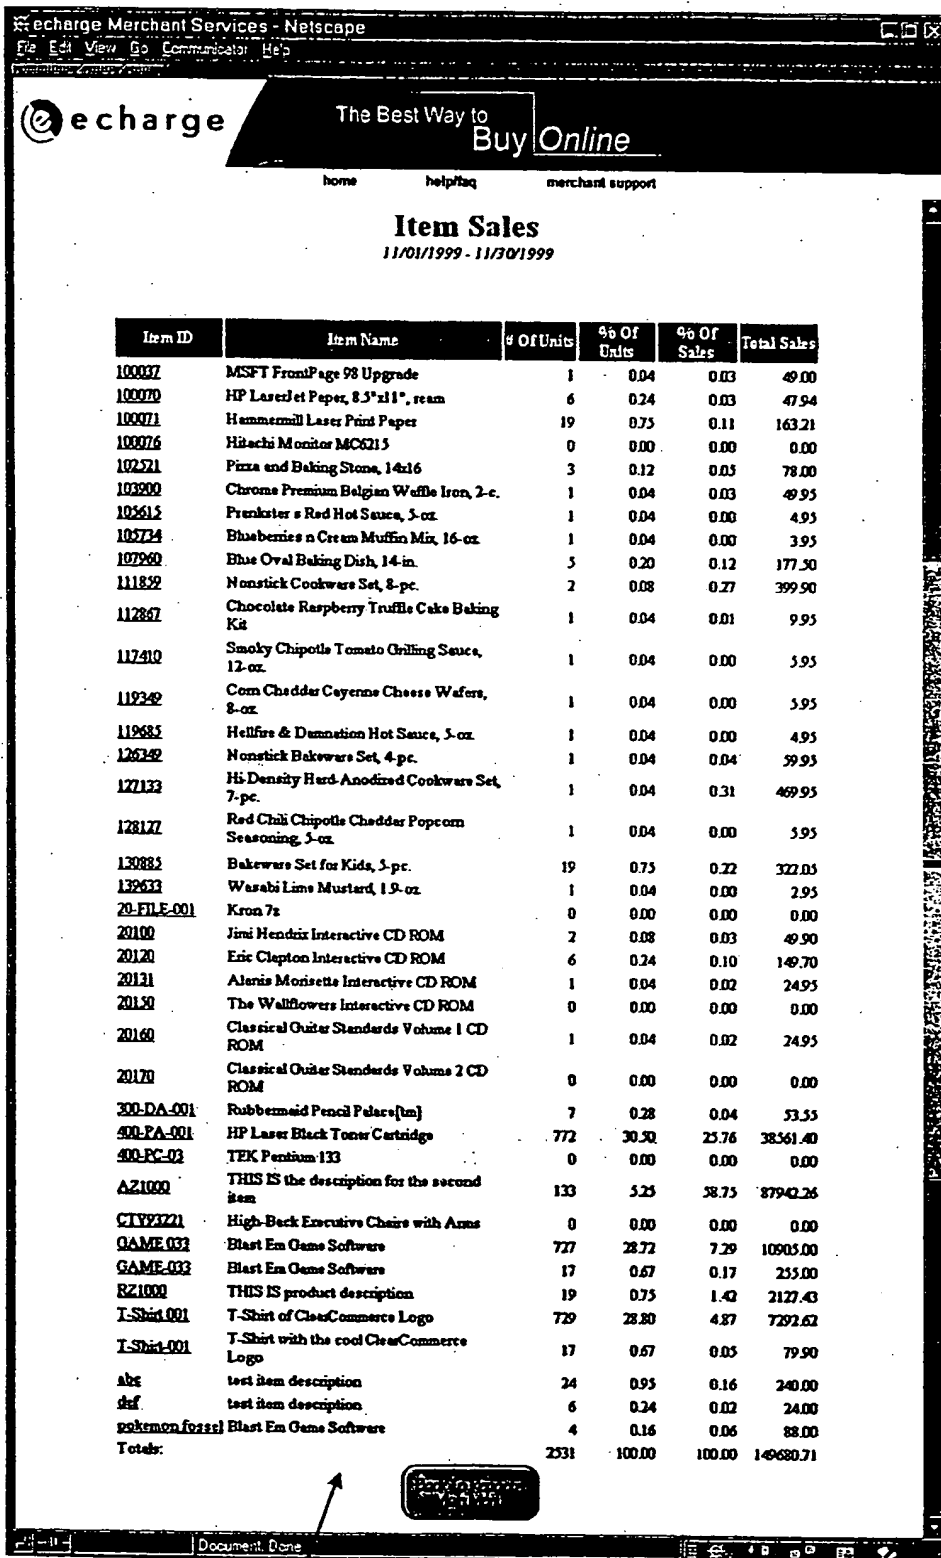 echarge Merchant Services - Netscape
File Edit View Go Communicator Help
echarge
The Best Way to
Buy Online
home help/faq merchant support
Item Sales
11/01/1999 - 11/30/1999
Item ID Item Name # Of Units % Of Units % Of Sales Total Sales
100037 MSFT FrontPage 98 Upgrade 1 0.04 0.03 49.00
100070 HP LaserJet Paper, 8.5"x11", ream 6 0.24 0.03 47.94
100071 Hammermill Laser Print Paper 19 0.75 0.11 163.21
100076 Hitachi Monitor MC6215 0 0.00 0.00 0.00
102521 Pizza and Baking Stone, 14x16 3 0.12 0.05 78.00
103900 Chrome Premium Belgian Waffle Iron, 2-c. 1 0.04 0.03 49.95
105615 Prankster s Red Hot Sauce, 5-oz. 1 0.04 0.00 4.95
105734 Blueberries n Cream Muffin Mix, 16-oz 1 0.04 0.00 3.95
107960 Blue Oval Baking Dish, 14-in. 5 0.20 0.12 177.50
111859 Nonstick Cookware Set, 8-pc. 2 0.08 0.27 399.90
112867 Chocolate Raspberry Truffle Cake Baking
Kit 1 0.04 0.01 9.95
117410 Smoky Chipotle Tomato Grilling Sauce,
12-oz. 1 0.04 0.00 5.95
119349 Corn Cheddar Cayenne Cheese Wafers,
8-oz. 1 0.04 0.00 5.95
119685 Hellfire & Damnation Hot Sauce, 5-oz. 1 0.04 0.00 4.95
126349 Nonstick Bakeware Set, 4-pc. 1 0.04 0.04 59.95
127133 Hi-Density Hard-Anodized Cookware Set,
7-pc. 1 0.04 0.31 469.95
128127 Red Chili Chipotle Cheddar Popcorn
Seasoning, 5-oz. 1 0.04 0.00 5.95
130885 Bakeware Set for Kids, 5-pc. 19 0.75 0.22 322.05
139633 Wasabi Lime Mustard, 1.9-oz 1 0.04 0.00 2.95
20-FILE-001 Kron 7z 0 0.00 0.00 0.00
20100 Jimi Hendrix Interactive CD ROM 2 0.08 0.03 49.90
20120 Eric Clapton Interactive CD ROM 6 0.24 0.10 149.70
20131 Alanis Morisette Interactive CD ROM 1 0.04 0.02 24.95
20150 The Wallflowers Interactive CD ROM 0 0.00 0.00 0.00
20160 Classical Guitar Standards Volume 1 CD
ROM 1 0.04 0.02 24.95
20170 Classical Guitar Standards Volume 2 CD
ROM 0 0.00 0.00 0.00
300-DA-001 Rubbermaid Pencil Palace[tm] 7 0.28 0.04 53.55
400-PA-001 HP Laser Black Toner Cartridge 772 30.50 25.76 38561.40
400-PC-03 TEK Pentium 133 0 0.00 0.00 0.00
AZ1000 THIS IS the description for the second
item 133 5.25 58.75 87942.26
CTY93221 High-Back Executive Chairs with Arms 0 0.00 0.00 0.00
GAME 033 Blast Em Game Software 727 28.72 7.29 10905.00
GAME-033 Blast Em Game Software 17 0.67 0.17 255.00
RZ1000 THIS IS product description 19 0.75 1.42 2127.43
T-Shirt 001 T-Shirt of ClearCommerce Logo 729 28.80 4.87 7292.62
T-Shirt-001 T-Shirt with the cool ClearCommerce
Logo 17 0.67 0.05 79.90
abc test item description 24 0.95 0.16 240.00
def test item description 6 0.24 0.02 24.00
pokemon fossel Blast Em Game Software 4 0.16 0.06 88.00
Totals: 2531 100.00 100.00 149680.71
Document: Done